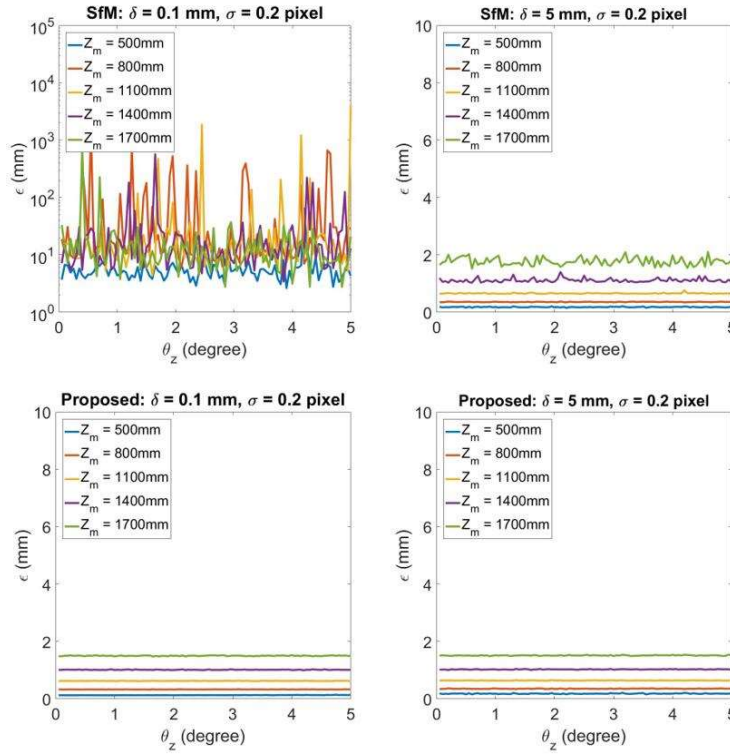 SfM: δ = 0.1 mm, σ = 0.2 pixel
10^5
10^4
10^3
10^2
10^1
10^0
ϵ (mm)
Z_m = 500mm
Z_m = 800mm
Z_m = 1100mm
Z_m = 1400mm
Z_m = 1700mm
0 1 2 3 4 5
θ_z (degree)
SfM: δ = 5 mm, σ = 0.2 pixel
10
8
6
4
2
0
ϵ (mm)
Z_m = 500mm
Z_m = 800mm
Z_m = 1100mm
Z_m = 1400mm
Z_m = 1700mm
0 1 2 3 4 5
θ_z (degree)
Proposed: δ = 0.1 mm, σ = 0.2 pixel
10
8
6
4
2
0
ϵ (mm)
Z_m = 500mm
Z_m = 800mm
Z_m = 1100mm
Z_m = 1400mm
Z_m = 1700mm
0 1 2 3 4 5
θ_z (degree)
Proposed: δ = 5 mm, σ = 0.2 pixel
10
8
6
4
2
0
ϵ (mm)
Z_m = 500mm
Z_m = 800mm
Z_m = 1100mm
Z_m = 1400mm
Z_m = 1700mm
0 1 2 3 4 5
θ_z (degree)